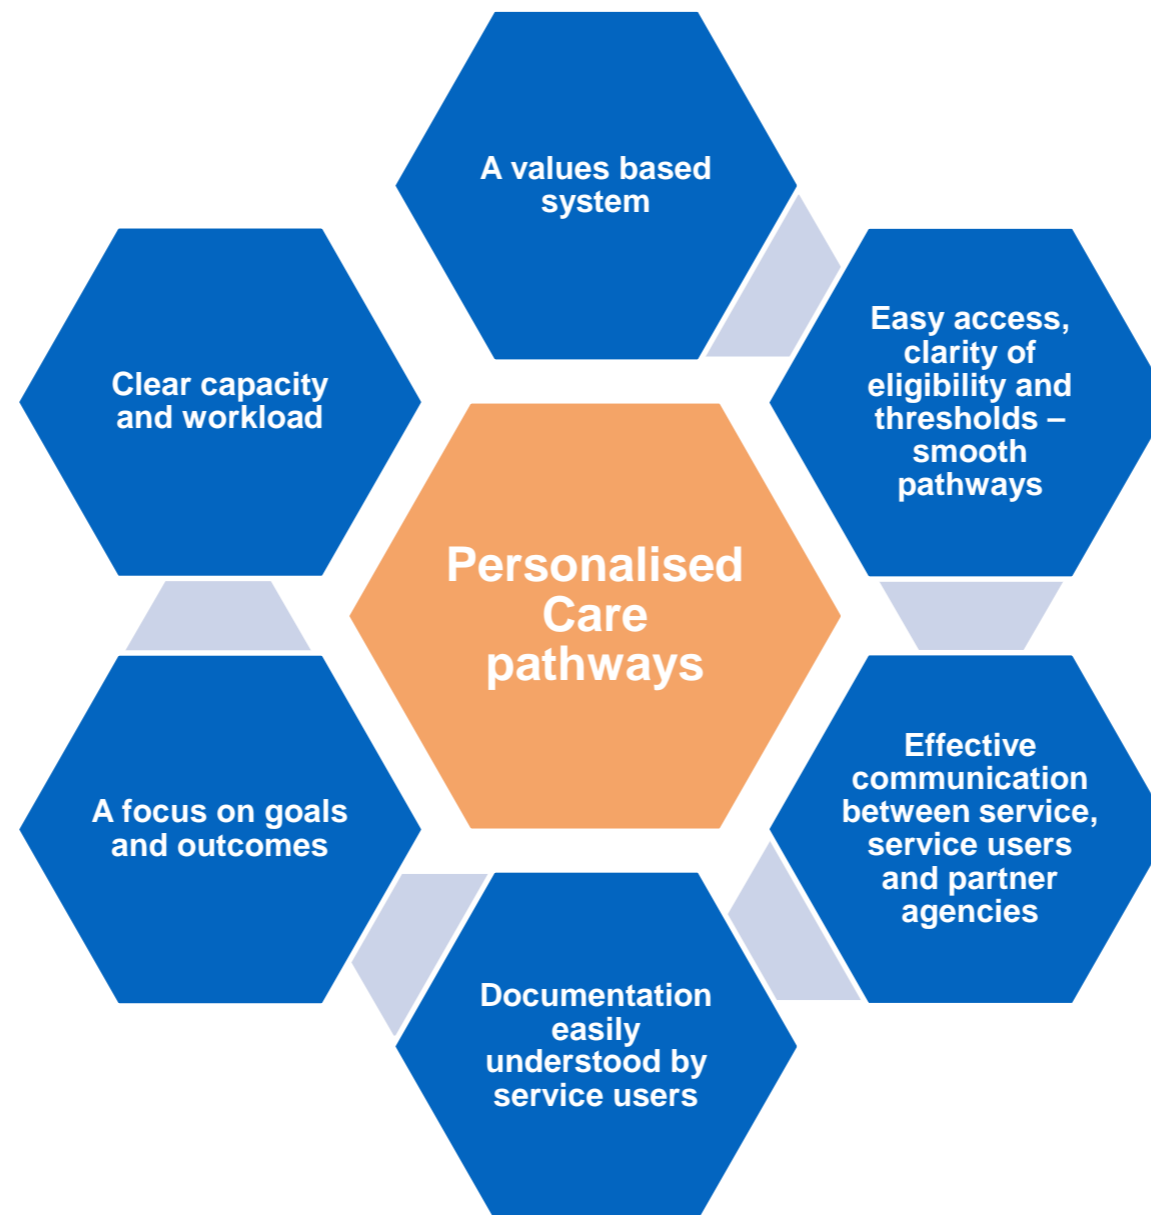 A values based
system
Easy access,
clarity of
eligibility and
thresholds –
smooth
pathways
Clear capacity
and workload
Personalised
Care
pathways
Effective
communication
between service,
service users
and partner
agencies
A focus on goals
and outcomes
Documentation
easily
understood by
service users